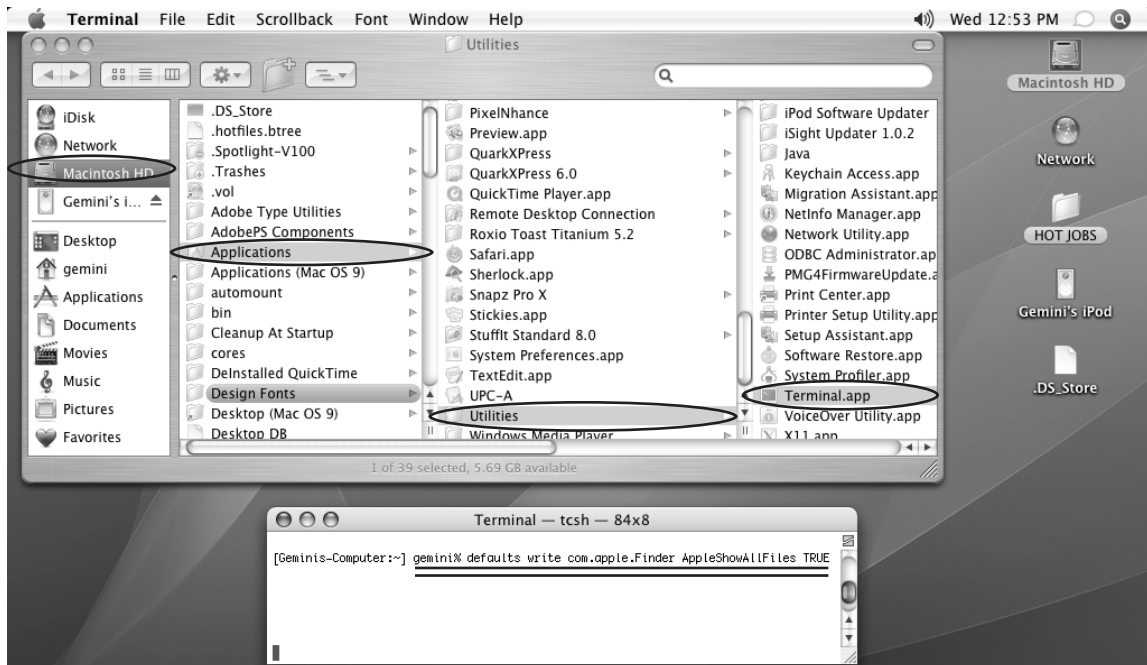 Terminal File Edit Scrollback Font Window Help Wed 12:53 PM
Utilities
Macintosh HD
Network
HOT JOBS
Gemini's iPod
.DS_Store
iDisk
Network
Macintosh HD
Gemini's i...
Desktop
gemini
Applications
Documents
Movies
Music
Pictures
Favorites
.DS_Store
.hotfiles.btree
.Spotlight-V100
.Trashes
.vol
Adobe Type Utilities
AdobePS Components
Applications
Applications (Mac OS 9)
automount
bin
Cleanup At Startup
cores
DeInstalled QuickTime
Design Fonts
Desktop (Mac OS 9)
Desktop DB
PixelNhance
Preview.app
QuarkXPress
QuarkXPress 6.0
QuickTime Player.app
Remote Desktop Connection
Roxio Toast Titanium 5.2
Safari.app
Sherlock.app
Snapz Pro X
Stickies.app
StuffIt Standard 8.0
System Preferences.app
TextEdit.app
UPC-A
Utilities
Windows Media Player
iPod Software Updater
iSight Updater 1.0.2
Java
Keychain Access.app
Migration Assistant.app
NetInfo Manager.app
Network Utility.app
ODBC Administrator.ap
PMG4FirmwareUpdate.a
Print Center.app
Printer Setup Utility.app
Setup Assistant.app
Software Restore.app
System Profiler.app
Terminal.app
VoiceOver Utility.app
X11.app
1 of 39 selected, 5.69 GB available
Terminal — tcsh — 84x8
[Geminis-Computer:~] gemini% defaults write com.apple.Finder AppleShowAllFiles TRUE